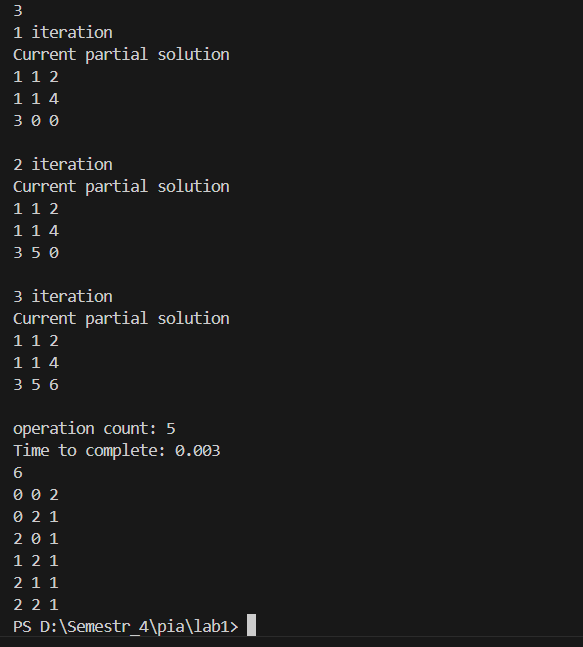 3
1 iteration
Current partial solution
1 1 2
1 1 4
3 0 0
2 iteration
Current partial solution
1 1 2
1 1 4
3 5 0
3 iteration
Current partial solution
1 1 2
1 1 4
3 5 6
operation count: 5
Time to complete: 0.003
6
0 0 2
0 2 1
2 0 1
1 2 1
2 1 1
2 2 1
PS D:\Semestr_4\pia\lab1>